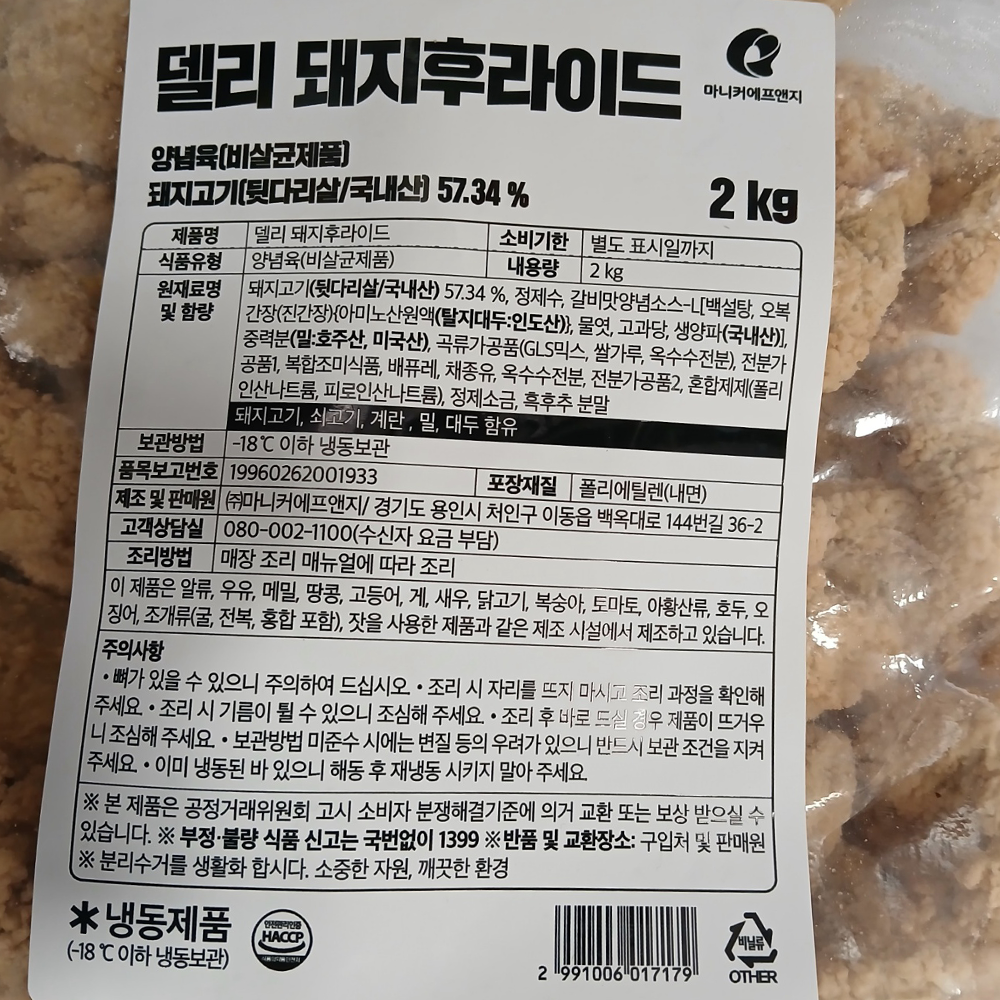 델리 돼지후라이드
마니커에프앤지
양념육(비살균제품)
돼지고기(뒷다리살/국내산) 57.34 %
2 kg
제품명 델리 돼지후라이드 소비기한 별도 표시일까지
식품유형 양념육(비살균제품) 내용량 2 kg
원재료명 및 함량
돼지고기(뒷다리살/국내산) 57.34 %, 정제수, 갈비맛양념소스-L[백설탕, 오복
간장(진간장){아미노산원액(탈지대두:인도산)}, 물엿, 고과당, 생양파(국내산)],
중력분(밀:호주산, 미국산), 곡류가공품(GLS믹스, 쌀가루, 옥수수전분), 전분가
공품1, 복합조미식품, 배퓨레, 채종유, 옥수수전분, 전분가공품2, 혼합제제(폴리
인산나트륨, 피로인산나트륨), 정제소금, 흑후추 분말
돼지고기, 쇠고기, 계란 , 밀, 대두 함유
보관방법 -18℃ 이하 냉동보관
품목보고번호 19960262001933 포장재질 폴리에틸렌(내면)
제조 및 판매원 ㈜마니커에프앤지/ 경기도 용인시 처인구 이동읍 백옥대로 144번길 36-2
고객상담실 080-002-1100(수신자 요금 부담)
조리방법 매장 조리 매뉴얼에 따라 조리
이 제품은 알류, 우유, 메밀, 땅콩, 고등어, 게, 새우, 닭고기, 복숭아, 토마토, 아황산류, 호두, 오
징어, 조개류(굴, 전복, 홍합 포함), 잣을 사용한 제품과 같은 제조 시설에서 제조하고 있습니다.
주의사항
• 뼈가 있을 수 있으니 주의하여 드십시오. • 조리 시 자리를 뜨지 마시고 조리 과정을 확인해
주세요. • 조리 시 기름이 튈 수 있으니 조심해 주세요. • 조리 후 바로 드실 경우 제품이 뜨거우
니 조심해 주세요. • 보관방법 미준수 시에는 변질 등의 우려가 있으니 반드시 보관 조건을 지켜
주세요. • 이미 냉동된 바 있으니 해동 후 재냉동 시키지 말아 주세요.
※ 본 제품은 공정거래위원회 고시 소비자 분쟁해결기준에 의거 교환 또는 보상 받으실 수
있습니다. ※ 부정·불량 식품 신고는 국번없이 1399 ※반품 및 교환장소: 구입처 및 판매원
※ 분리수거를 생활화 합시다. 소중한 자원, 깨끗한 환경
*냉동제품
(-18 ℃ 이하 냉동보관)
안전관리인증
HACCP
2 991006 017179
비닐류
OTHER